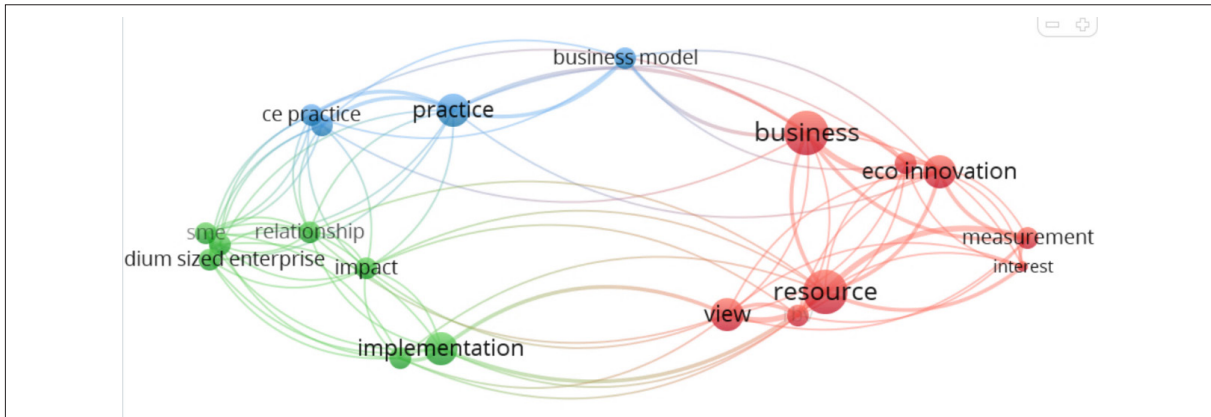 business model
ce practice
practice
business
eco innovation
sme
relationship
measurement
dium sized enterprise
impact
interest
resource
view
implementation